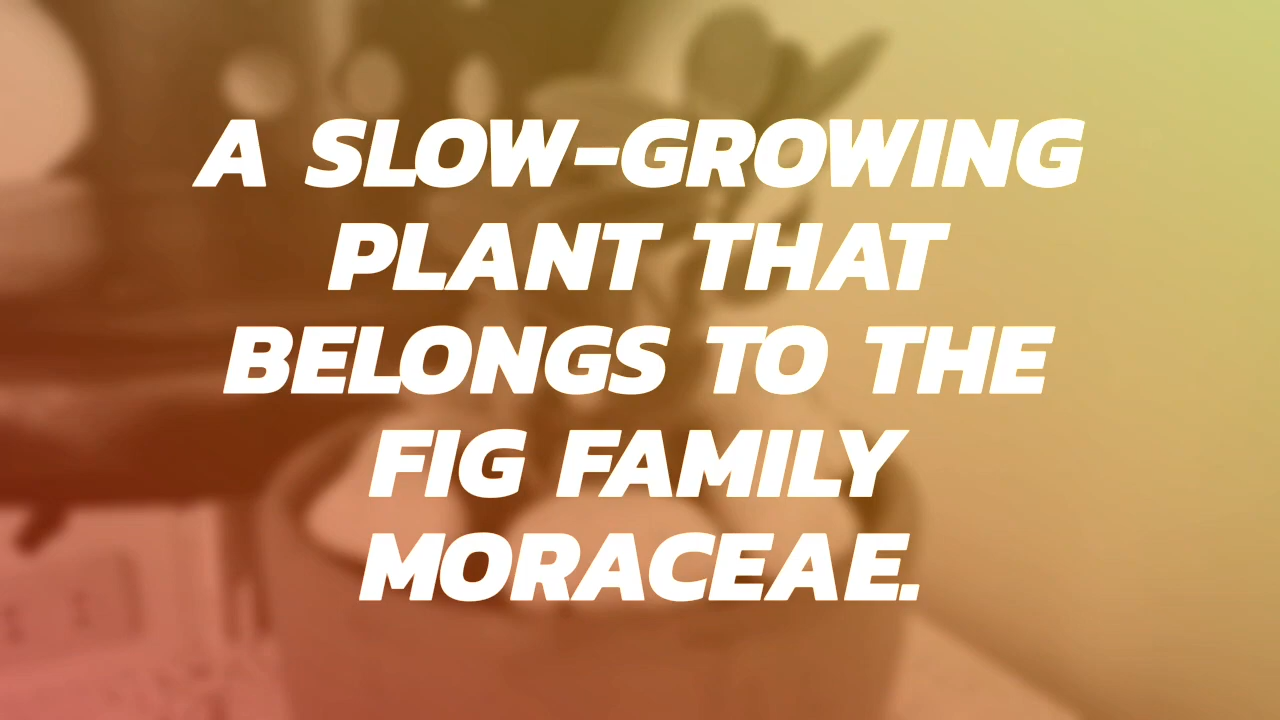 A SLOW-GROWING
PLANT THAT
BELONGS TO THE
FIG FAMILY
MORACEAE.